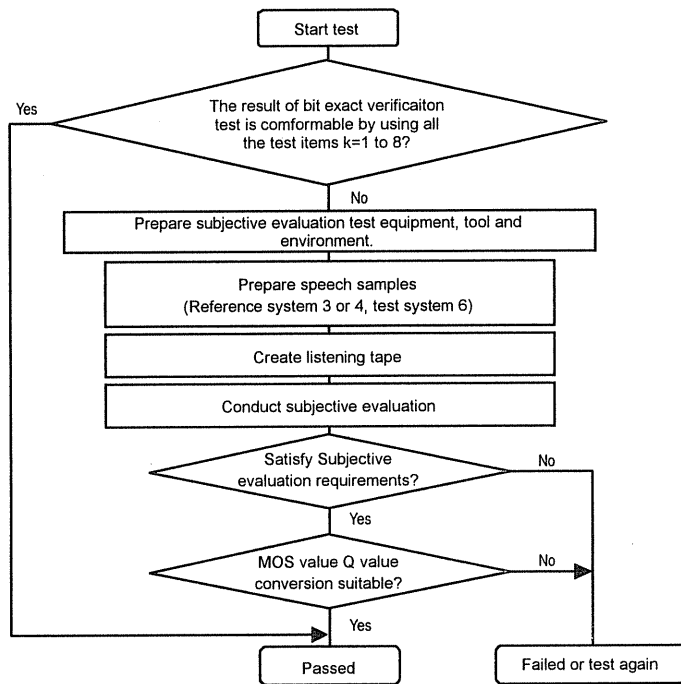 Start test
Yes
The result of bit exact verificaiton
test is comformable by using all
the test items k=1 to 8?
No
Prepare subjective evaluation test equipment, tool and
environment.
Prepare speech samples
(Reference system 3 or 4, test system 6)
Create listening tape
Conduct subjective evaluation
Satisfy Subjective
evaluation requirements?
No
Yes
MOS value Q value
conversion suitable?
No
Yes
Passed
Failed or test again